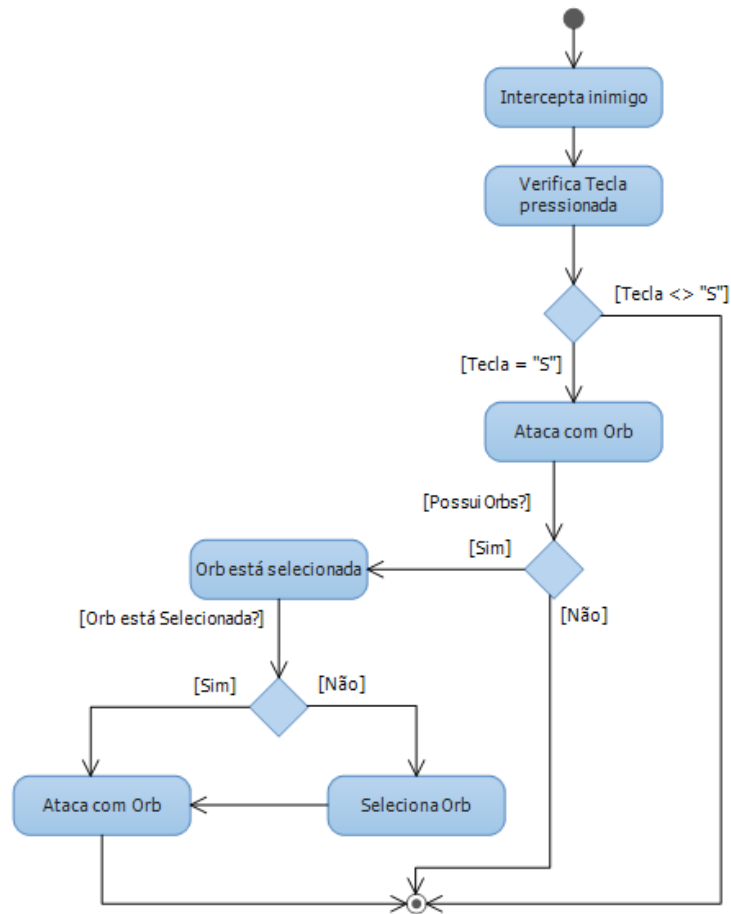 Intercepta inimigo
Verifica Tecla
pressionada
[Tecla <> "S"]
[Tecla = "S"]
Ataca com Orb
[Possui Orbs?]
[Sim]
Orb está selecionada
[Não]
[Orb está Selecionada?]
[Sim]
[Não]
Ataca com Orb
Seleciona Orb